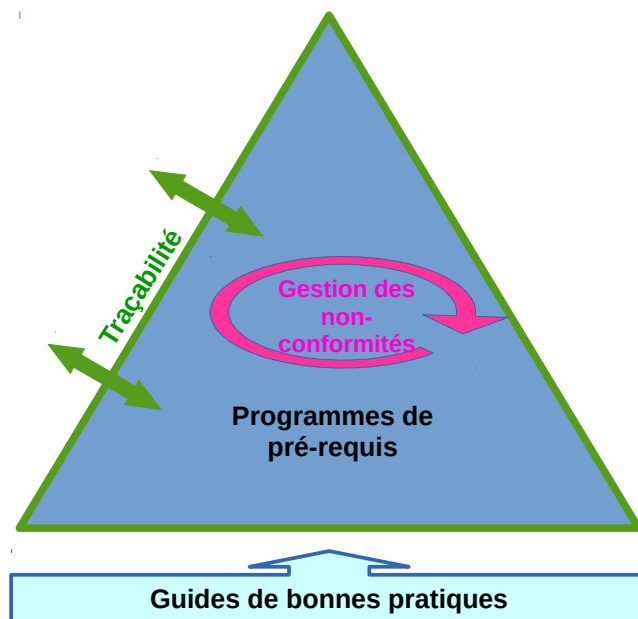 Traçabilité
Gestion des
non-
conformités
Programmes de
pré-requis
Guides de bonnes pratiques